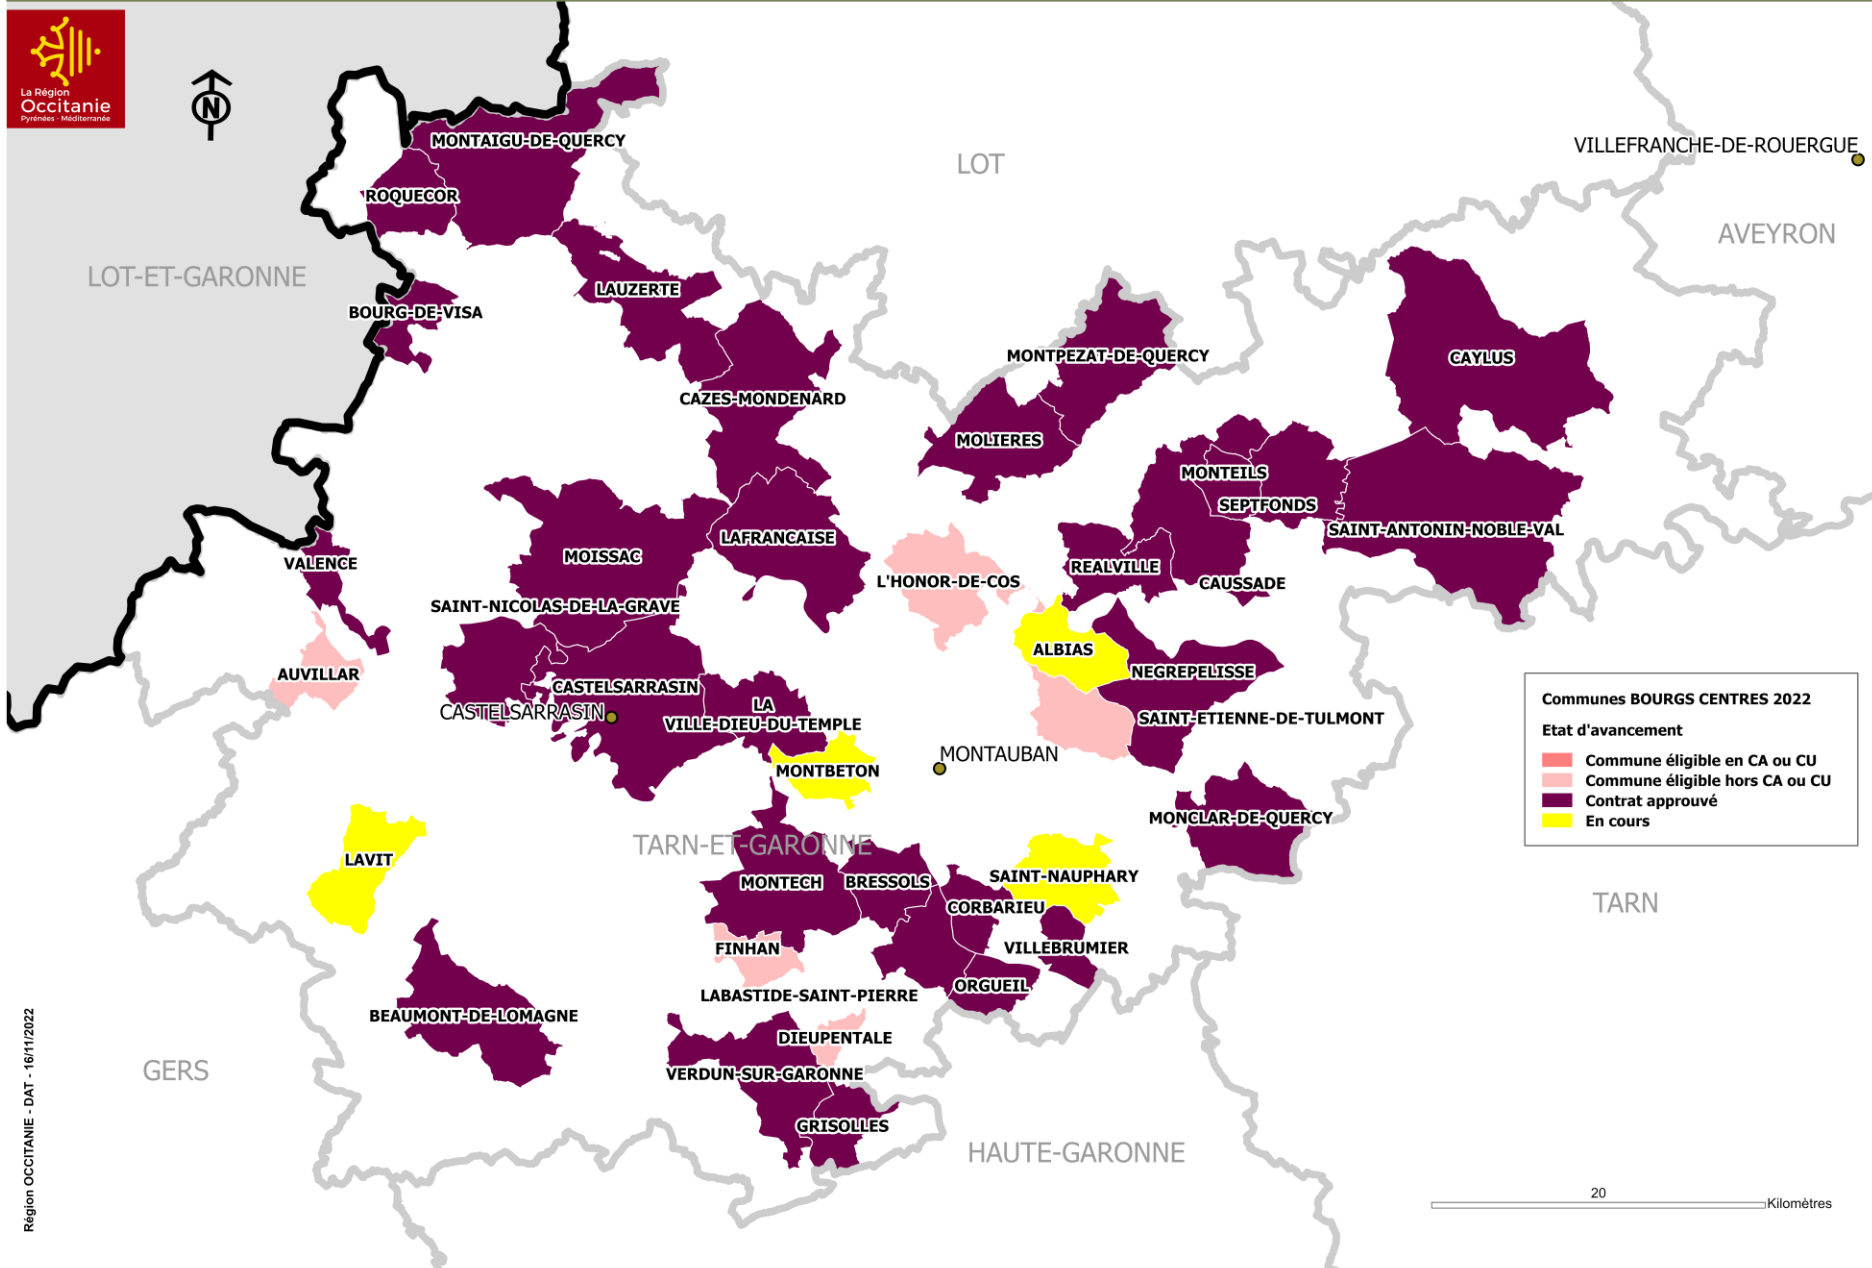 La Région
Occitanie
Pyrénées - Méditerranée
N
MONTAIGU-DE-QUERCY
VILLEFRANCHE-DE-ROUERGUE
LOT
ROQUECOR
AVEYRON
LOT-ET-GARONNE
LAUZERTE
BOURG-DE-VISA
MONTPEZAT-DE-QUERCY
CAYLUS
CAZES-MONDENARD
MOLIERES
MONTEILS
SEPTFONDS
SAINT-ANTONIN-NOBLE-VAL
LAFRANCAISE
MOISSAC
VALENCE
REALVILLE
L'HONOR-DE-COS
CAUSSADE
SAINT-NICOLAS-DE-LA-GRAVE
ALBIAS
AUVILLAR
NEGREPELISSE
CASTELSARRASIN
LA
VILLE-DIEU-DU-TEMPLE
CASTELSARRASIN
SAINT-ETIENNE-DE-TULMONT
MONTAUBAN
MONTBETON
MONCLAR-DE-QUERCY
TARN-ET-GARONNE
LAVIT
MONTECH
BRESSOLS
SAINT-NAUPHARY
CORBARIEU
TARN
FINHAN
VILLEBRUMIER
ORGUEIL
LABASTIDE-SAINT-PIERRE
BEAUMONT-DE-LOMAGNE
DIEUPENTALE
GERS
VERDUN-SUR-GARONNE
GRISOLLES
HAUTE-GARONNE
Communes BOURGS CENTRES 2022
Etat d'avancement
Commune éligible en CA ou CU
Commune éligible hors CA ou CU
Contrat approuvé
En cours
20
Kilomètres
Région OCCITANIE - DAT - 16/11/2022